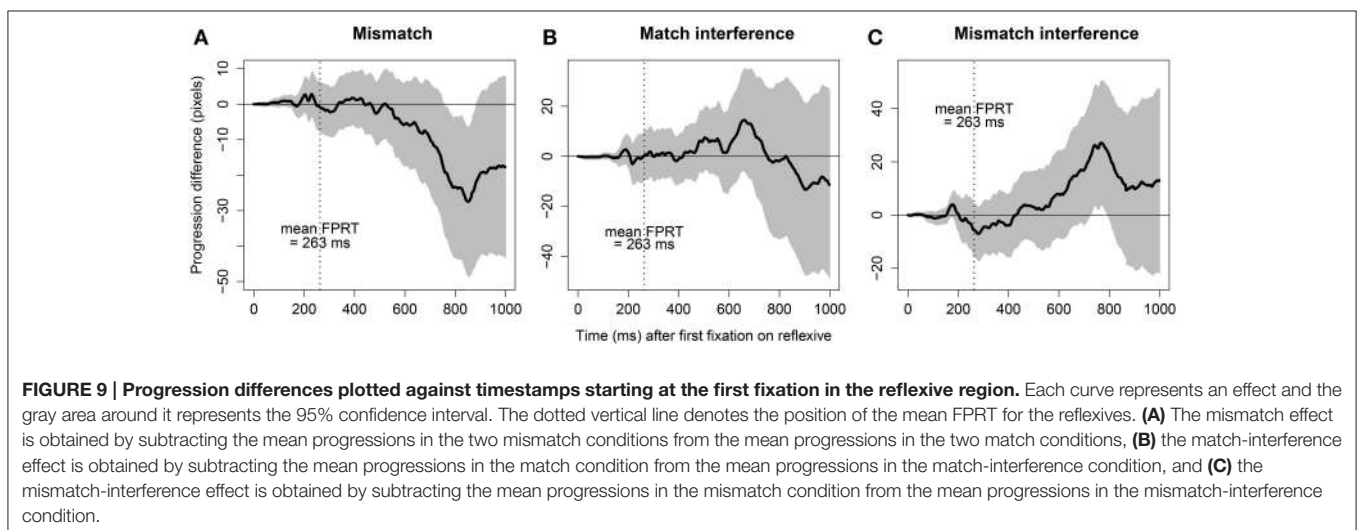 A Mismatch
B Match interference
C Mismatch interference
Progression difference (pixels)
10
0
−10
−30
−50
mean FPRT
= 263 ms
0 200 400 600 800 1000
20
0
−20
−40
mean FPRT
= 263 ms
0 200 400 600 800 1000
Time (ms) after first fixation on reflexive
40
20
0
−20
mean FPRT
= 263 ms
0 200 400 600 800 1000
FIGURE 9 | Progression differences plotted against timestamps starting at the first fixation in the reflexive region. Each curve represents an effect and the
gray area around it represents the 95% confidence interval. The dotted vertical line denotes the position of the mean FPRT for the reflexives. (A) The mismatch effect
is obtained by subtracting the mean progressions in the two mismatch conditions from the mean progressions in the two match conditions, (B) the match-interference
effect is obtained by subtracting the mean progressions in the match condition from the mean progressions in the match-interference condition, and (C) the
mismatch-interference effect is obtained by subtracting the mean progressions in the mismatch condition from the mean progressions in the mismatch-interference
condition.